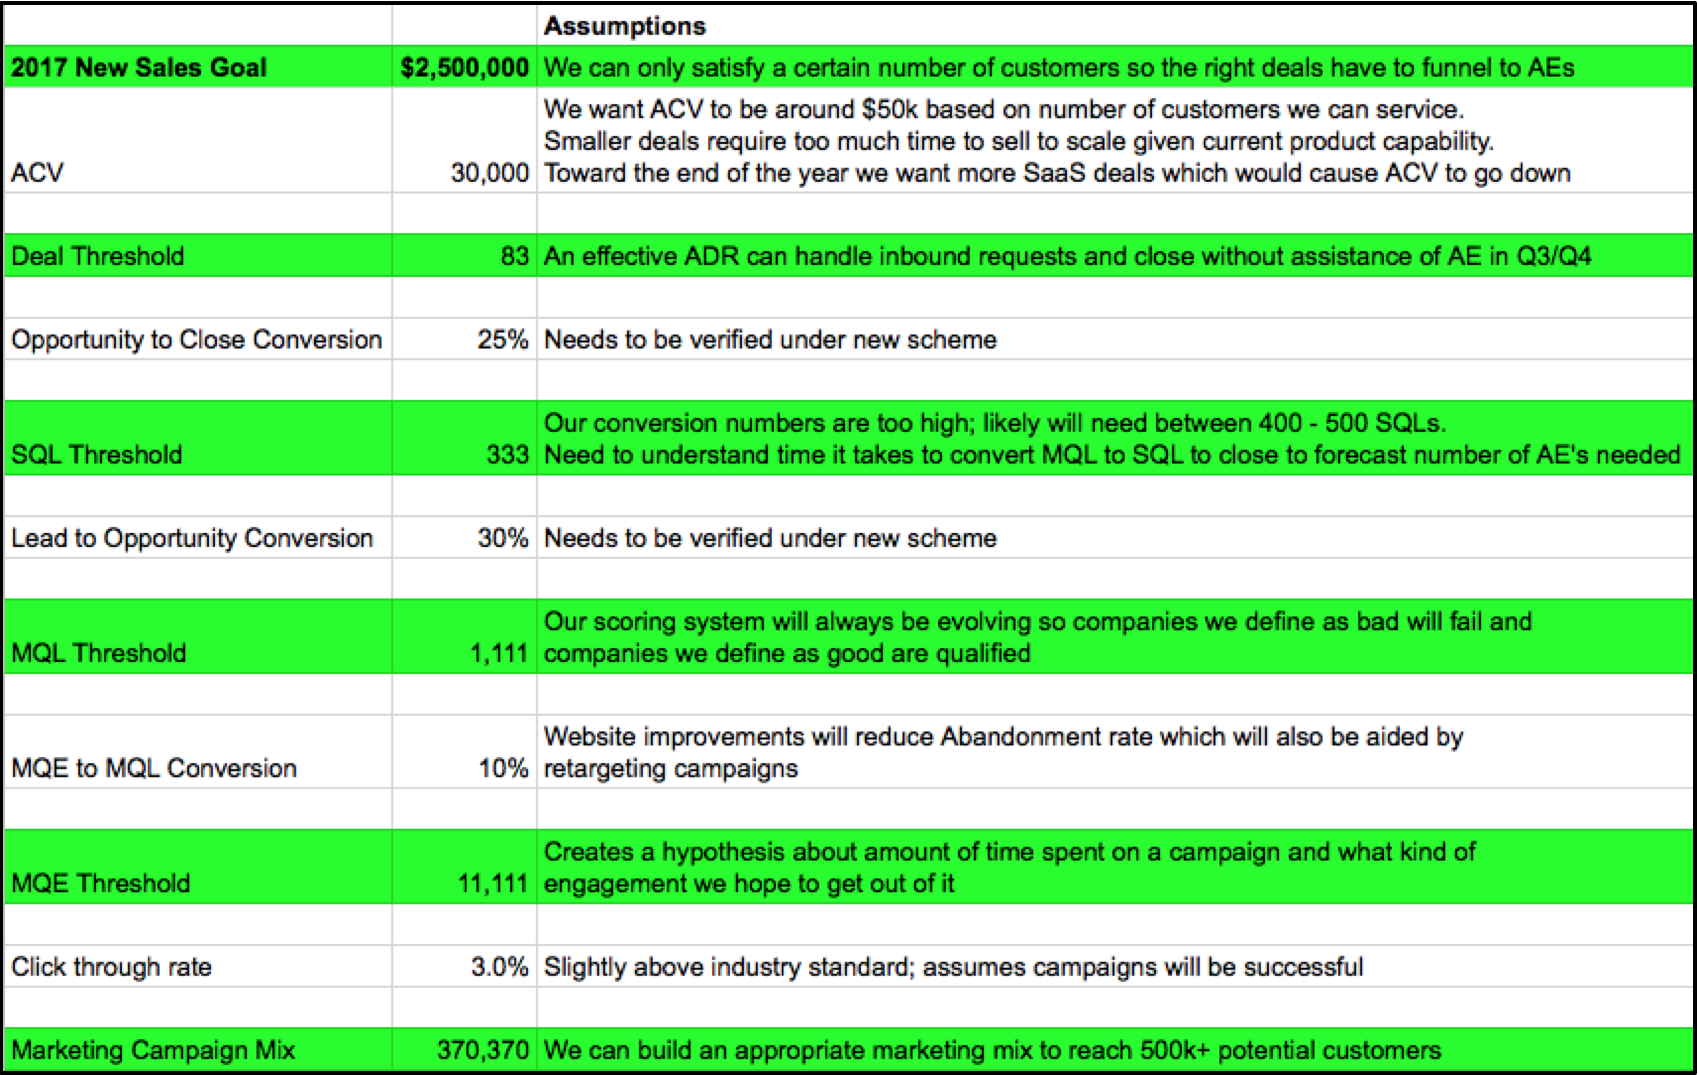 Assumptions
2017 New Sales Goal $2,500,000 We can only satisfy a certain number of customers so the right deals have to funnel to AEs
We want ACV to be around $50k based on number of customers we can service.
Smaller deals require too much time to sell to scale given current product capability.
ACV 30,000 Toward the end of the year we want more SaaS deals which would cause ACV to go down
Deal Threshold 83 An effective ADR can handle inbound requests and close without assistance of AE in Q3/Q4
Opportunity to Close Conversion 25% Needs to be verified under new scheme
Our conversion numbers are too high; likely will need between 400 - 500 SQLs.
SQL Threshold 333 Need to understand time it takes to convert MQL to SQL to close to forecast number of AE's needed
Lead to Opportunity Conversion 30% Needs to be verified under new scheme
Our scoring system will always be evolving so companies we define as bad will fail and
MQL Threshold 1,111 companies we define as good are qualified
Website improvements will reduce Abandonment rate which will also be aided by
MQE to MQL Conversion 10% retargeting campaigns
Creates a hypothesis about amount of time spent on a campaign and what kind of
MQE Threshold 11,111 engagement we hope to get out of it
Click through rate 3.0% Slightly above industry standard; assumes campaigns will be successful
Marketing Campaign Mix 370,370 We can build an appropriate marketing mix to reach 500k+ potential customers